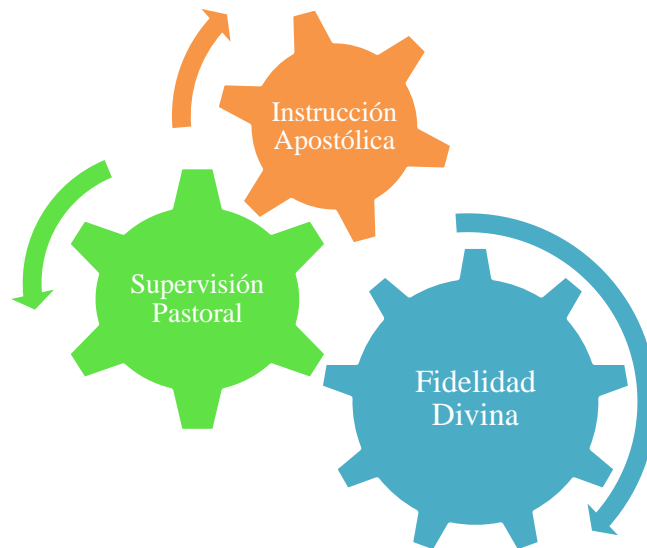 Instrucción
Apostólica
Supervisión
Pastoral
Fidelidad
Divina